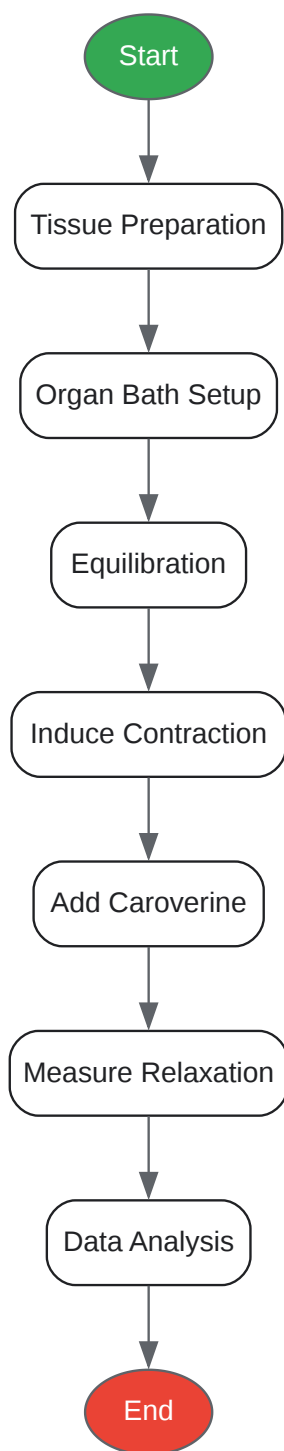 Start
Tissue Preparation
Organ Bath Setup
Equilibration
Induce Contraction
Add Caroverine
Measure Relaxation
Data Analysis
End